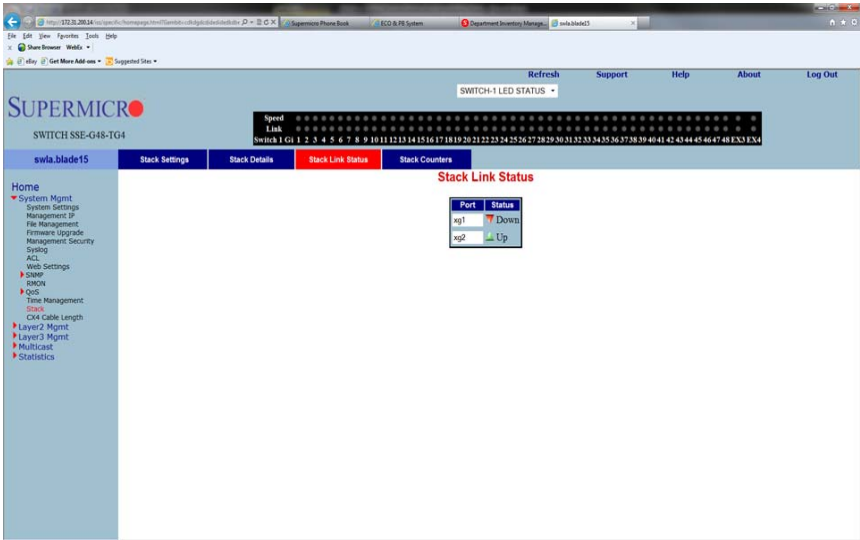 http://172.31.200.14
Supermicro Phone Book
ECO & PB System
Department Inventory Manage...
swla.blade15
File Edit View Favorites Tools Help
Share Browser WebEx
eBay Get More Add-ons Suggested Sites
Refresh Support Help About Log Out
SWITCH-1 LED STATUS
SUPERMICRO
SWITCH SSE-G48-TG4
Speed
Link
Switch 1 Gi 1 2 3 4 5 6 7 8 9 10 11 12 13 14 15 16 17 18 19 20 21 22 23 24 25 26 27 28 29 30 31 32 33 34 35 36 37 38 39 40 41 42 43 44 45 46 47 48 EX3 EX4
swla.blade15
Stack Settings Stack Details Stack Link Status Stack Counters
Stack Link Status
Port Status
xg1 Down
xg2 Up
Home
System Mgmt
System Settings
Management IP
File Management
Firmware Upgrade
Management Security
Syslog
ACL
Web Settings
SNMP
RMON
QoS
Time Management
Stack
CX4 Cable Length
Layer2 Mgmt
Layer3 Mgmt
Multicast
Statistics